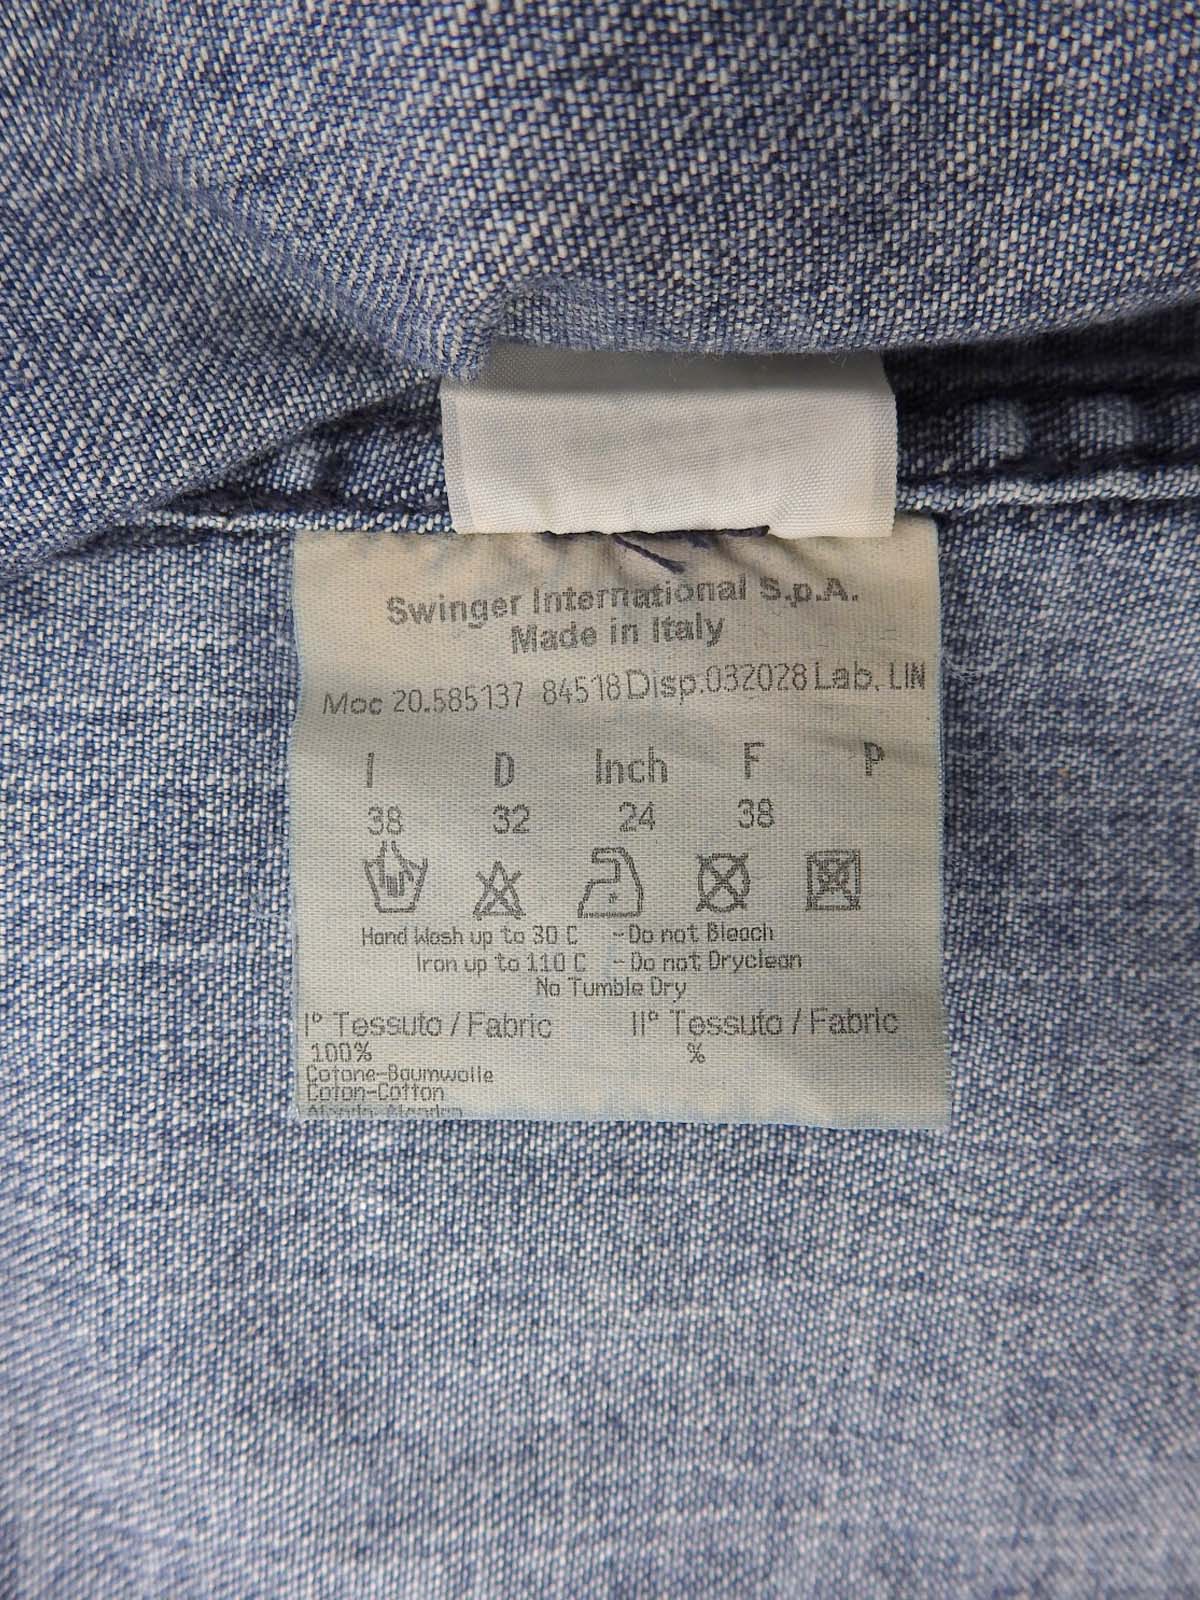 Swinger International S.p.A.
Made in Italy
Moc 20.585137 84518 Disp.032028 Lab. LIN
I D Inch F P
38 32 24 38
Hand Wash up to 30 C - Do not Bleach
Iron up to 110 C - Do not Dryclean
No Tumble Dry
I° Tessuto / Fabric II° Tessuto / Fabric
100% %
Cotone-Baumwolle
Coton-Cotton